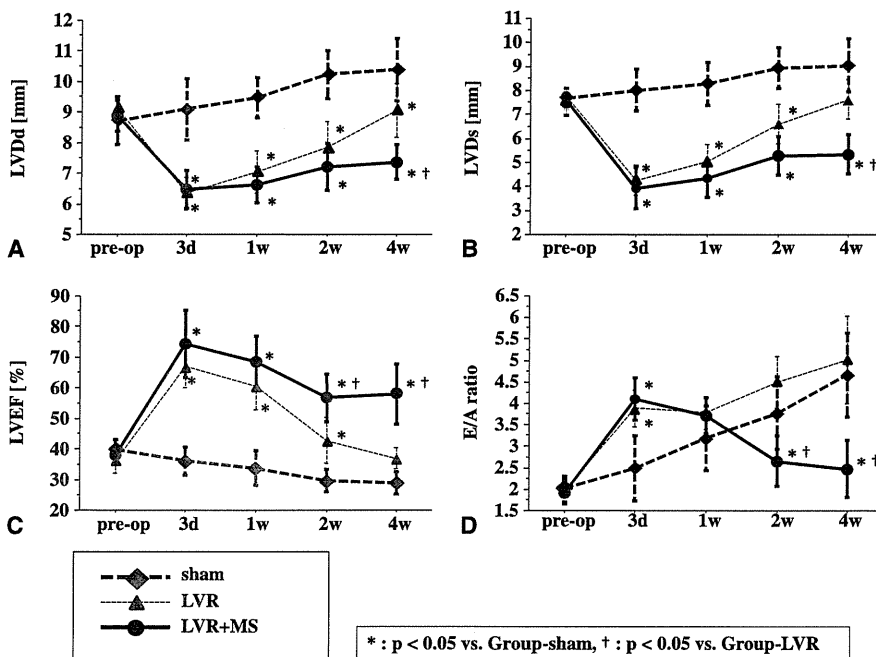 12
11
10
9
8
7
6
5
LVDd [mm]
* * * * * * * * †
A
pre-op 3d 1w 2w 4w
11
10
9
8
7
6
5
4
3
2
LVDs [mm]
* * * * * * * †
B
pre-op 3d 1w 2w 4w
90
80
70
60
50
40
30
20
LVEF [%]
* * * * * † * * †
C
pre-op 3d 1w 2w 4w
6.5
6
5.5
5
4.5
4
3.5
3
2.5
2
1.5
E/A ratio
* * * † * †
D
pre-op 3d 1w 2w 4w
sham
LVR
LVR+MS
* : p < 0.05 vs. Group-sham, † : p < 0.05 vs. Group-LVR